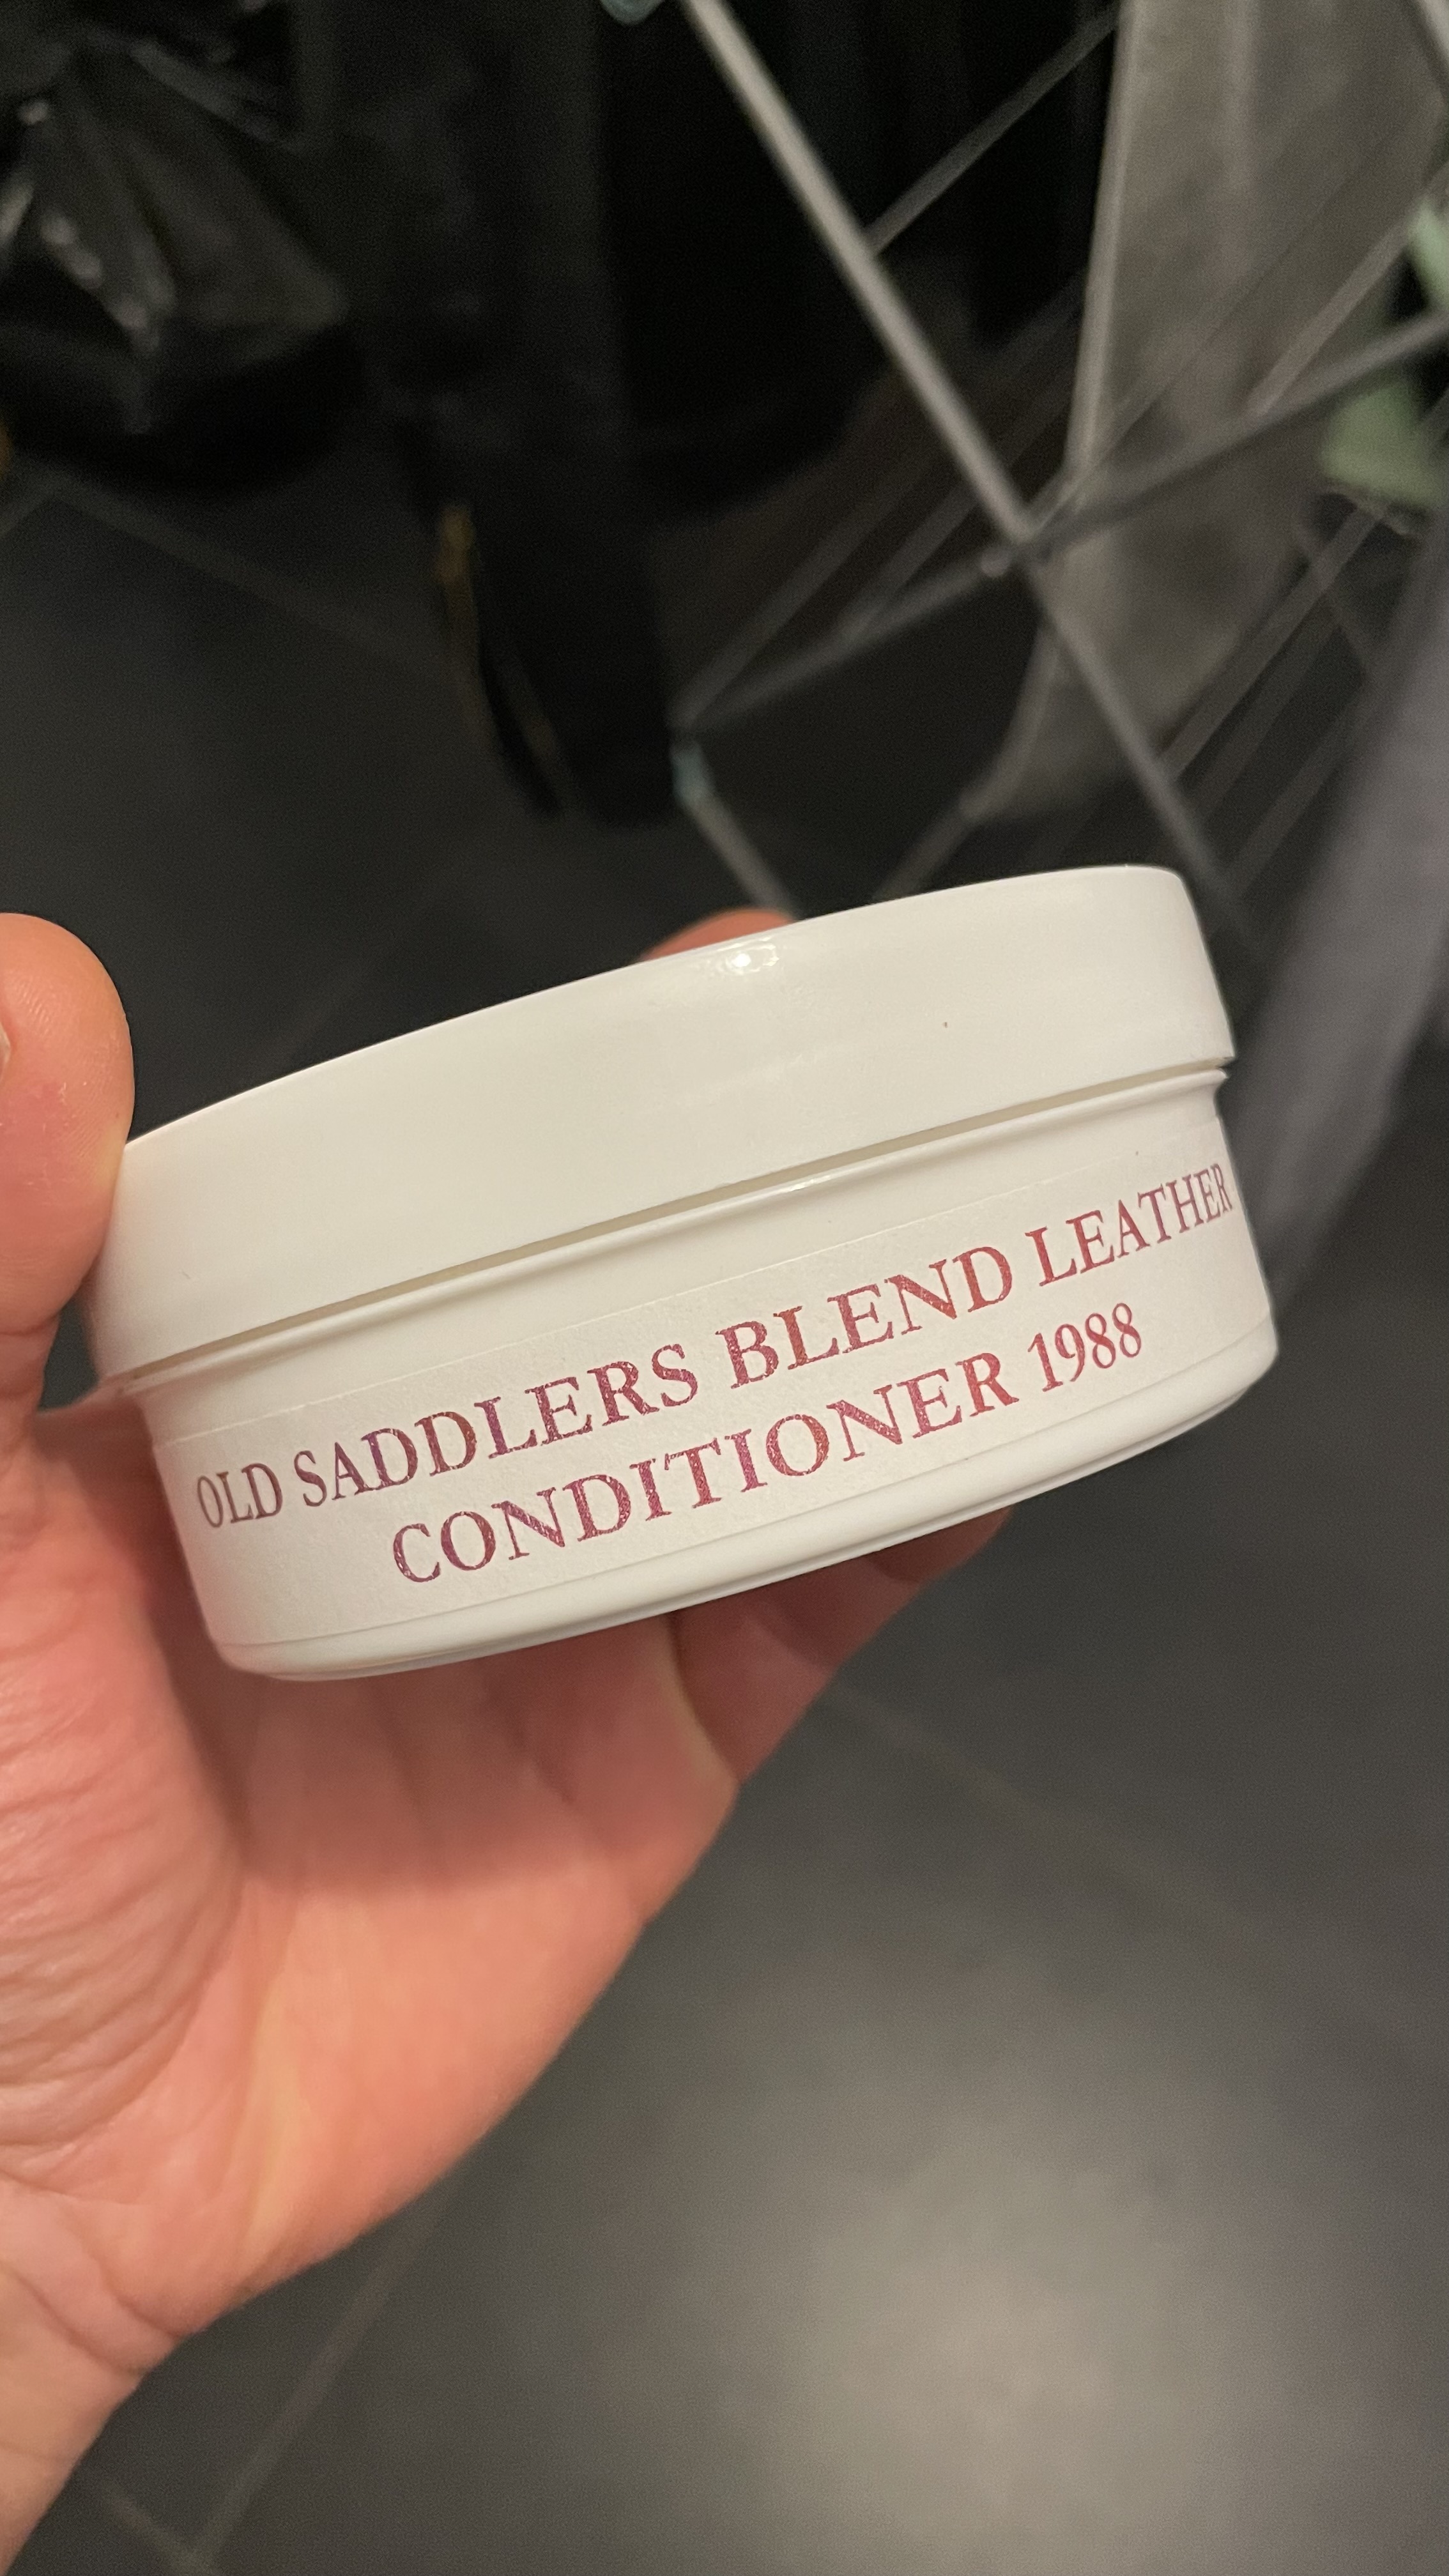 OLD SADDLERS BLEND LEATHER
CONDITIONER 1988